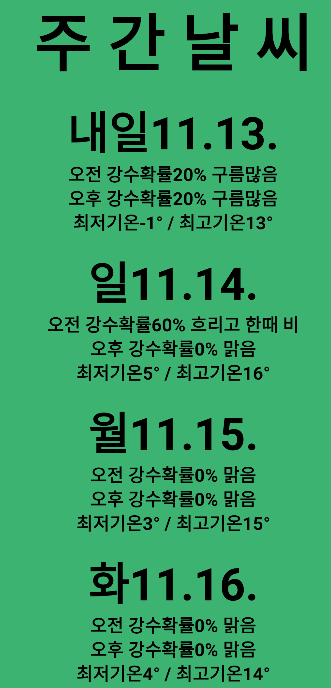 주 간 날 씨
내일11.13.
오전 강수확률20% 구름많음
오후 강수확률20% 구름많음
최저기온-1° / 최고기온13°
일11.14.
오전 강수확률60% 흐리고 한때 비
오후 강수확률0% 맑음
최저기온5° / 최고기온16°
월11.15.
오전 강수확률0% 맑음
오후 강수확률0% 맑음
최저기온3° / 최고기온15°
화11.16.
오전 강수확률0% 맑음
오후 강수확률0% 맑음
최저기온4° / 최고기온14°